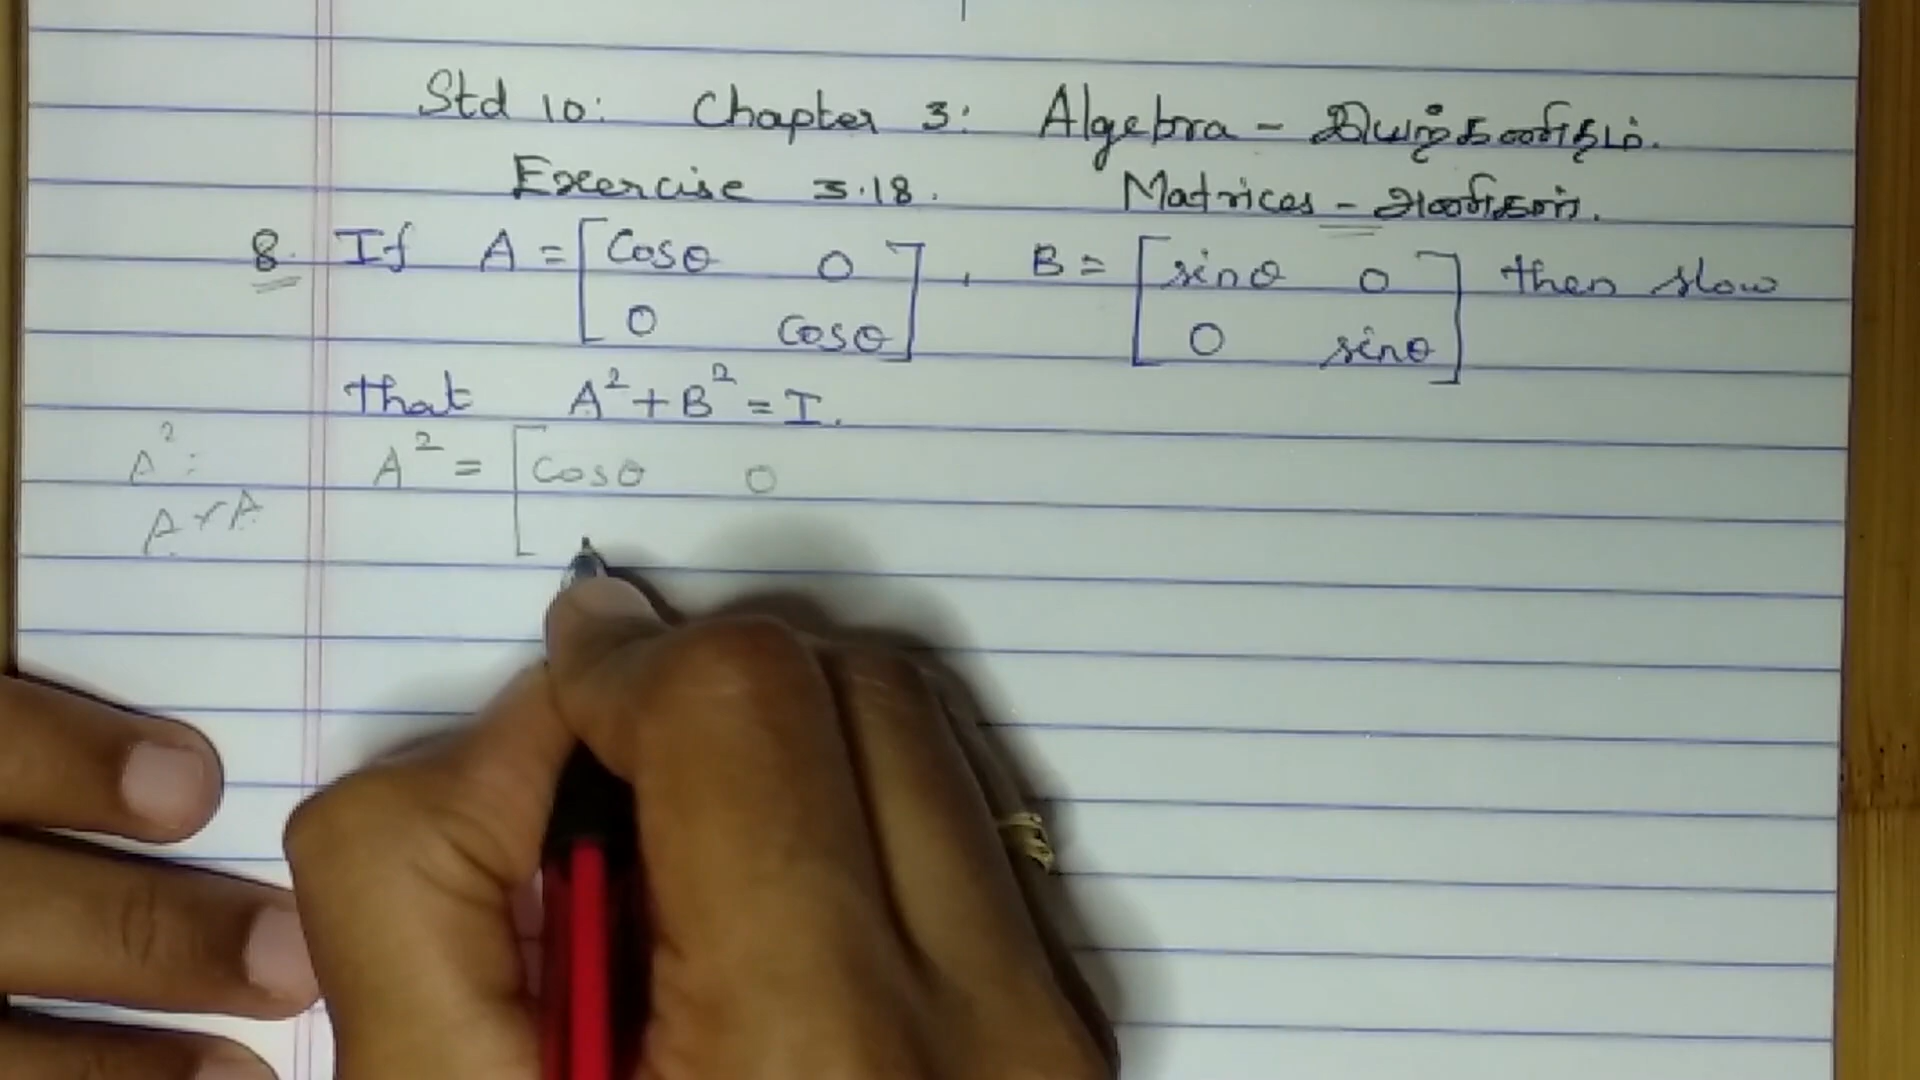 Std 10: Chapter 3: Algebra - இயற்கணிதம்.
Exercise 3.18. Matrices - அணிகள்.
8. If A = [cosθ 0 , B = [sinθ 0 then show
0 cosθ] 0 sinθ]
that A² + B² = I.
A² = [cosθ 0
A² =
A × A